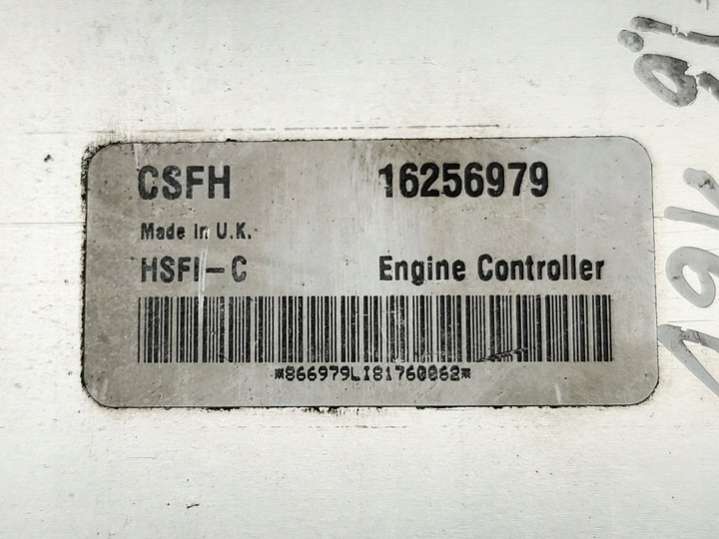 CSFH 16256979
Made in U.K.
HSFI-C Engine Controller
*866979LI81760062*